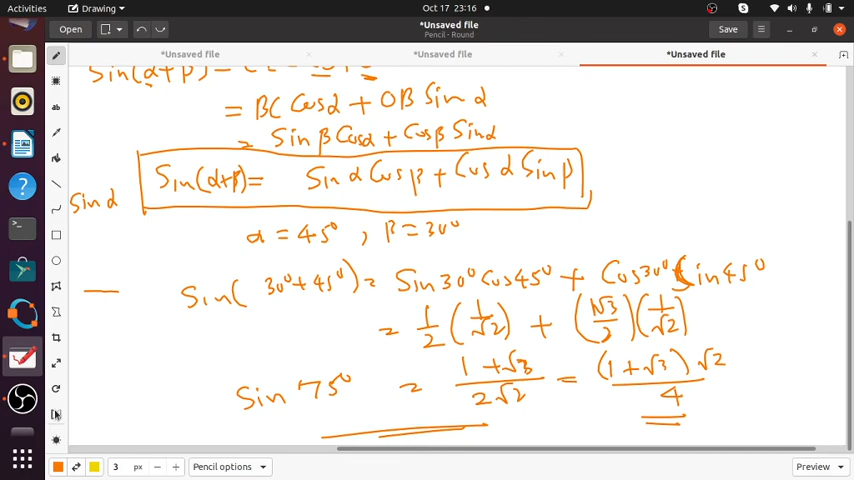 Activities
Drawing
Oct 17 23:16
Open
*Unsaved file
Pencil - Round
Save
*Unsaved file
*Unsaved file
*Unsaved file
Sin(α+β) =
= BC Cosα + OB Sin α
= Sin β Cosα + Cosβ Sinα
Sin(α+β) = Sin α Cos β + Cos α Sin β
Sin α
α = 45° , β = 30°
Sin( 30° + 45°) = Sin 30° Cos 45° + Cos 30° Sin 45°
= 1/2 (1/√2) + (√3/2)(1/√2)
Sin 75° = (1 + √3)/(2√2) = ((1 + √3) √2)/4
3 px − +
Pencil options
Preview